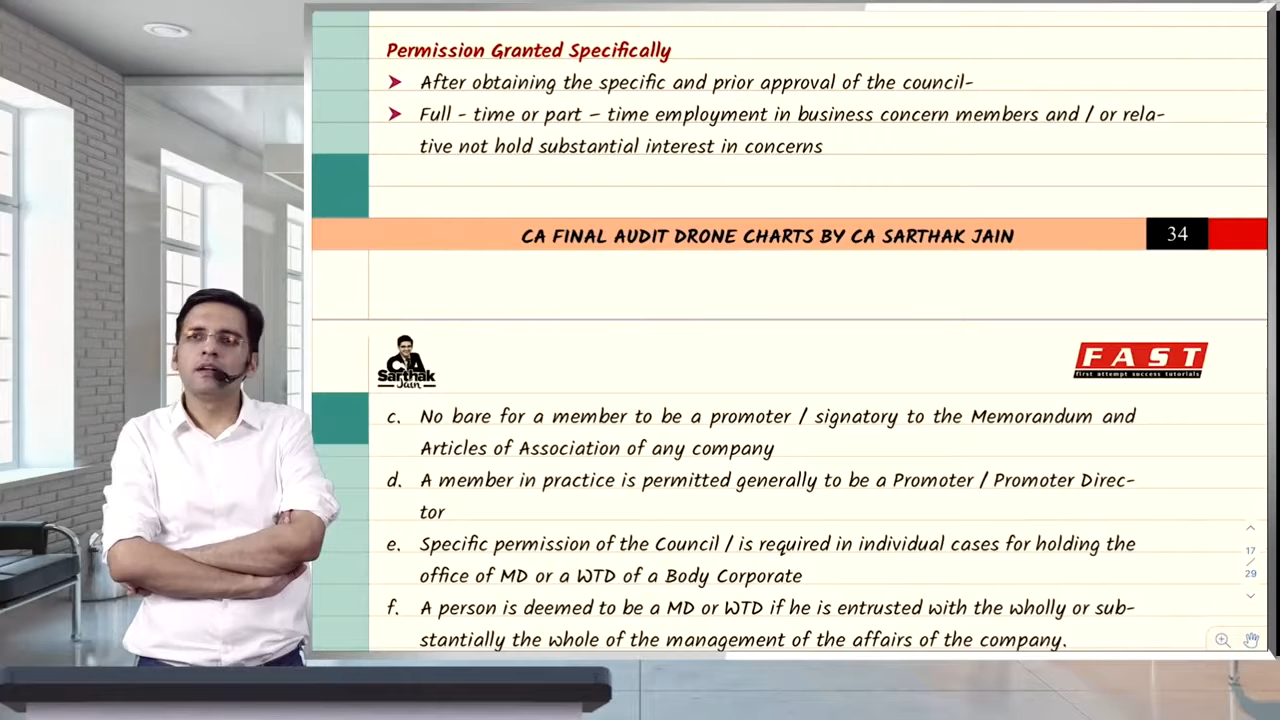 Permission Granted Specifically
➤ After obtaining the specific and prior approval of the council-
➤ Full - time or part – time employment in business concern members and / or rela-
tive not hold substantial interest in concerns
CA FINAL AUDIT DRONE CHARTS BY CA SARTHAK JAIN 34
CA
Sarthak
Jain
FAST
first attempt success tutorials
c. No bare for a member to be a promoter / signatory to the Memorandum and
Articles of Association of any company
d. A member in practice is permitted generally to be a Promoter / Promoter Direc-
tor
e. Specific permission of the Council / is required in individual cases for holding the
office of MD or a WTD of a Body Corporate
f. A person is deemed to be a MD or WTD if he is entrusted with the wholly or sub-
stantially the whole of the management of the affairs of the company.
17
/
29